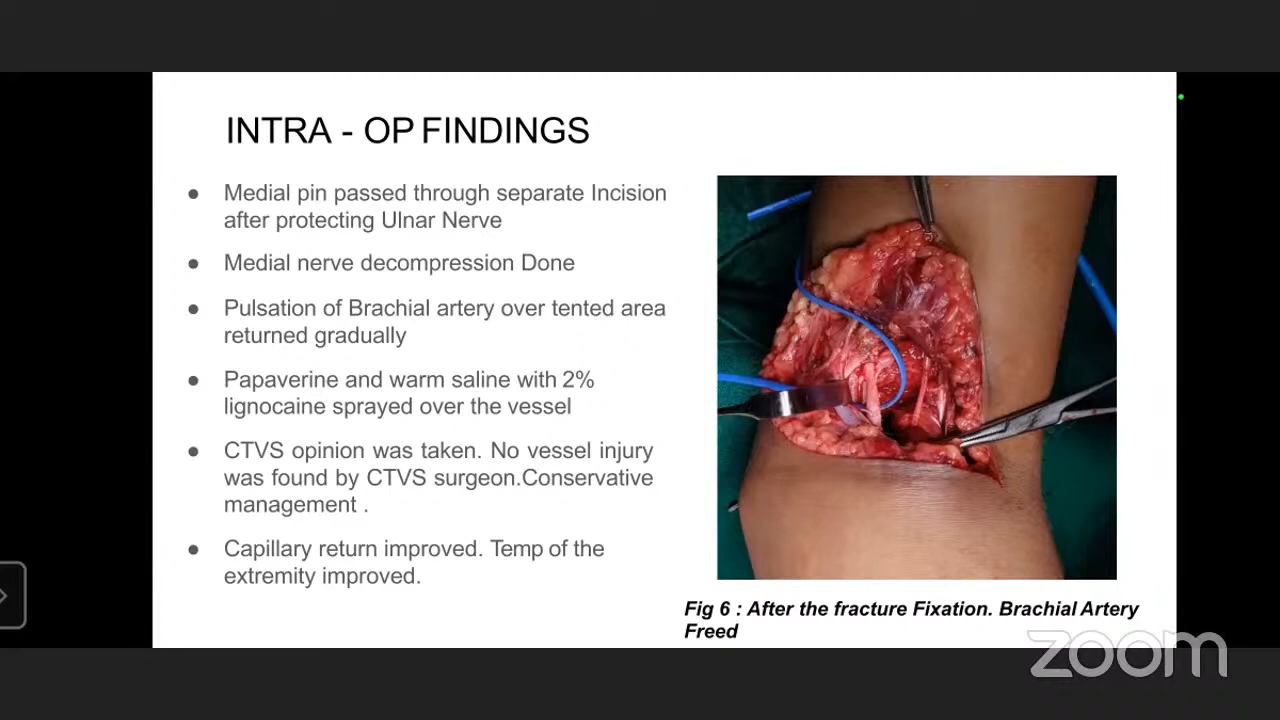 INTRA - OP FINDINGS
● Medial pin passed through separate Incision
after protecting Ulnar Nerve
● Medial nerve decompression Done
● Pulsation of Brachial artery over tented area
returned gradually
● Papaverine and warm saline with 2%
lignocaine sprayed over the vessel
● CTVS opinion was taken. No vessel injury
was found by CTVS surgeon.Conservative
management .
● Capillary return improved. Temp of the
extremity improved.
Fig 6 : After the fracture Fixation. Brachial Artery
Freed
zoom